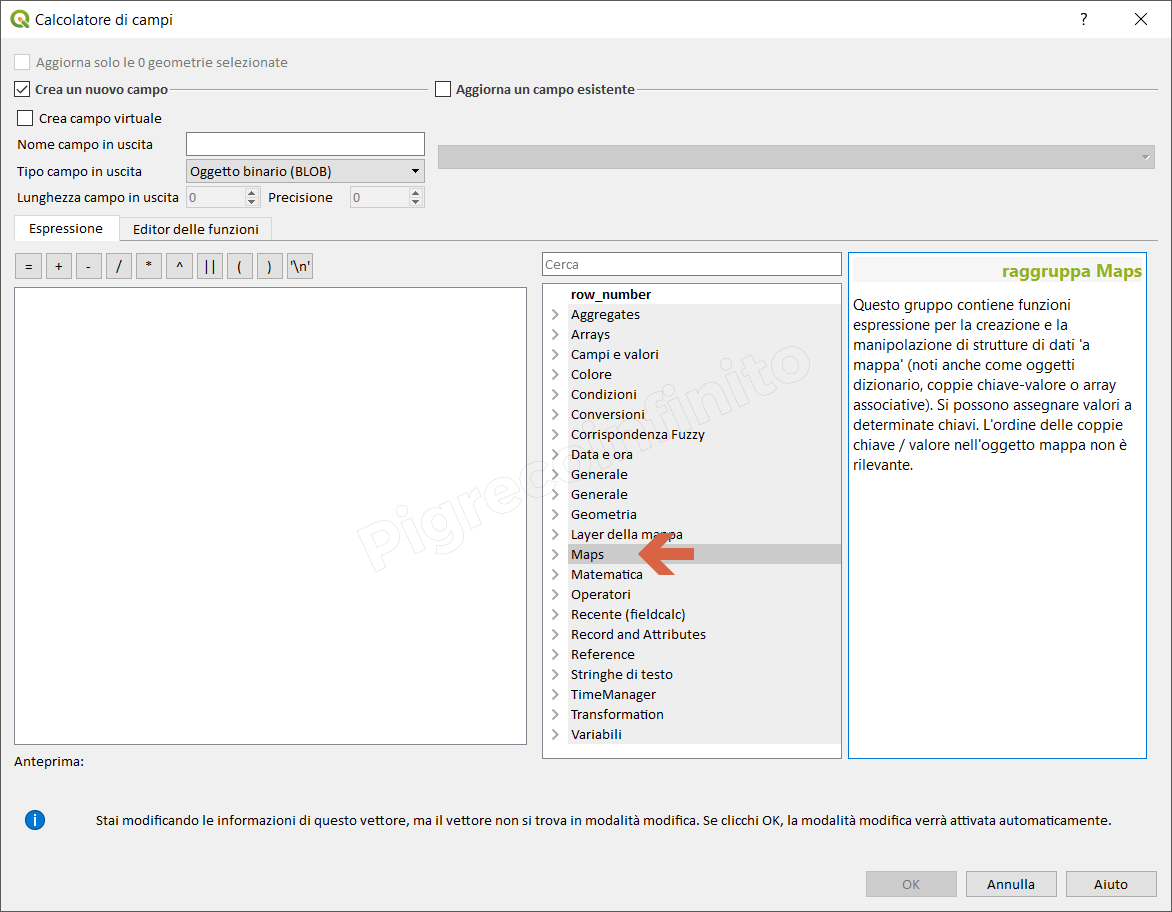 Calcolatore di campi
?
Aggiorna solo le 0 geometrie selezionate
Crea un nuovo campo
Aggiorna un campo esistente
Crea campo virtuale
Nome campo in uscita
Tipo campo in uscita
Oggetto binario (BLOB)
Lunghezza campo in uscita
0
Precisione
0
Espressione
Editor delle funzioni
=
+
-
/
*
^
||
(
)
'\n'
Cerca
row_number
Aggregates
Arrays
Campi e valori
Colore
Condizioni
Conversioni
Corrispondenza Fuzzy
Data e ora
Generale
Generale
Geometria
Layer della mappa
Maps
Matematica
Operatori
Recente (fieldcalc)
Record and Attributes
Reference
Stringhe di testo
TimeManager
Transformation
Variabili
raggruppa Maps
Questo gruppo contiene funzioni
espressione per la creazione e la
manipolazione di strutture di dati 'a
mappa' (noti anche come oggetti
dizionario, coppie chiave-valore o array
associative). Si possono assegnare valori a
determinate chiavi. L'ordine delle coppie
chiave / valore nell'oggetto mappa non è
rilevante.
Pigrecoinfinito
Anteprima:
Stai modificando le informazioni di questo vettore, ma il vettore non si trova in modalità modifica. Se clicchi OK, la modalità modifica verrà attivata automaticamente.
OK
Annulla
Aiuto